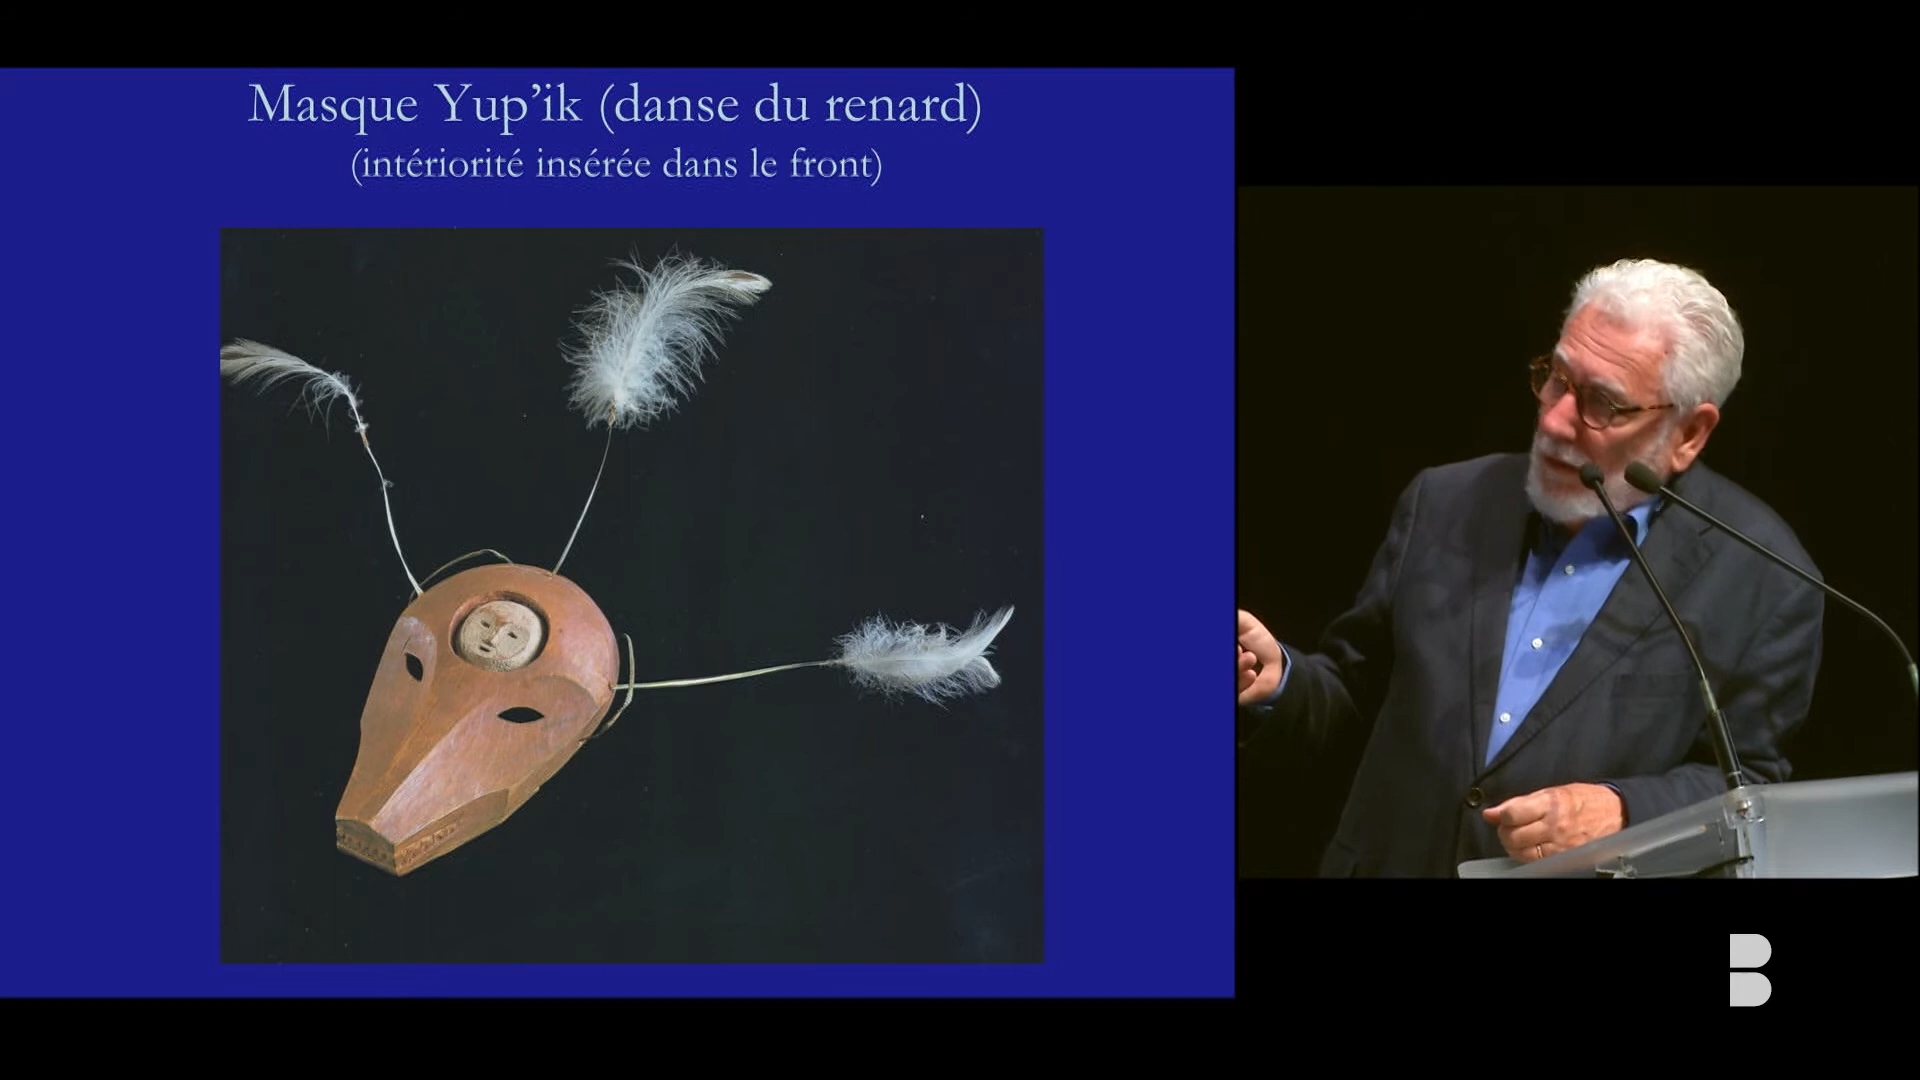 Masque Yup’ik (danse du renard)
(intériorité insérée dans le front)